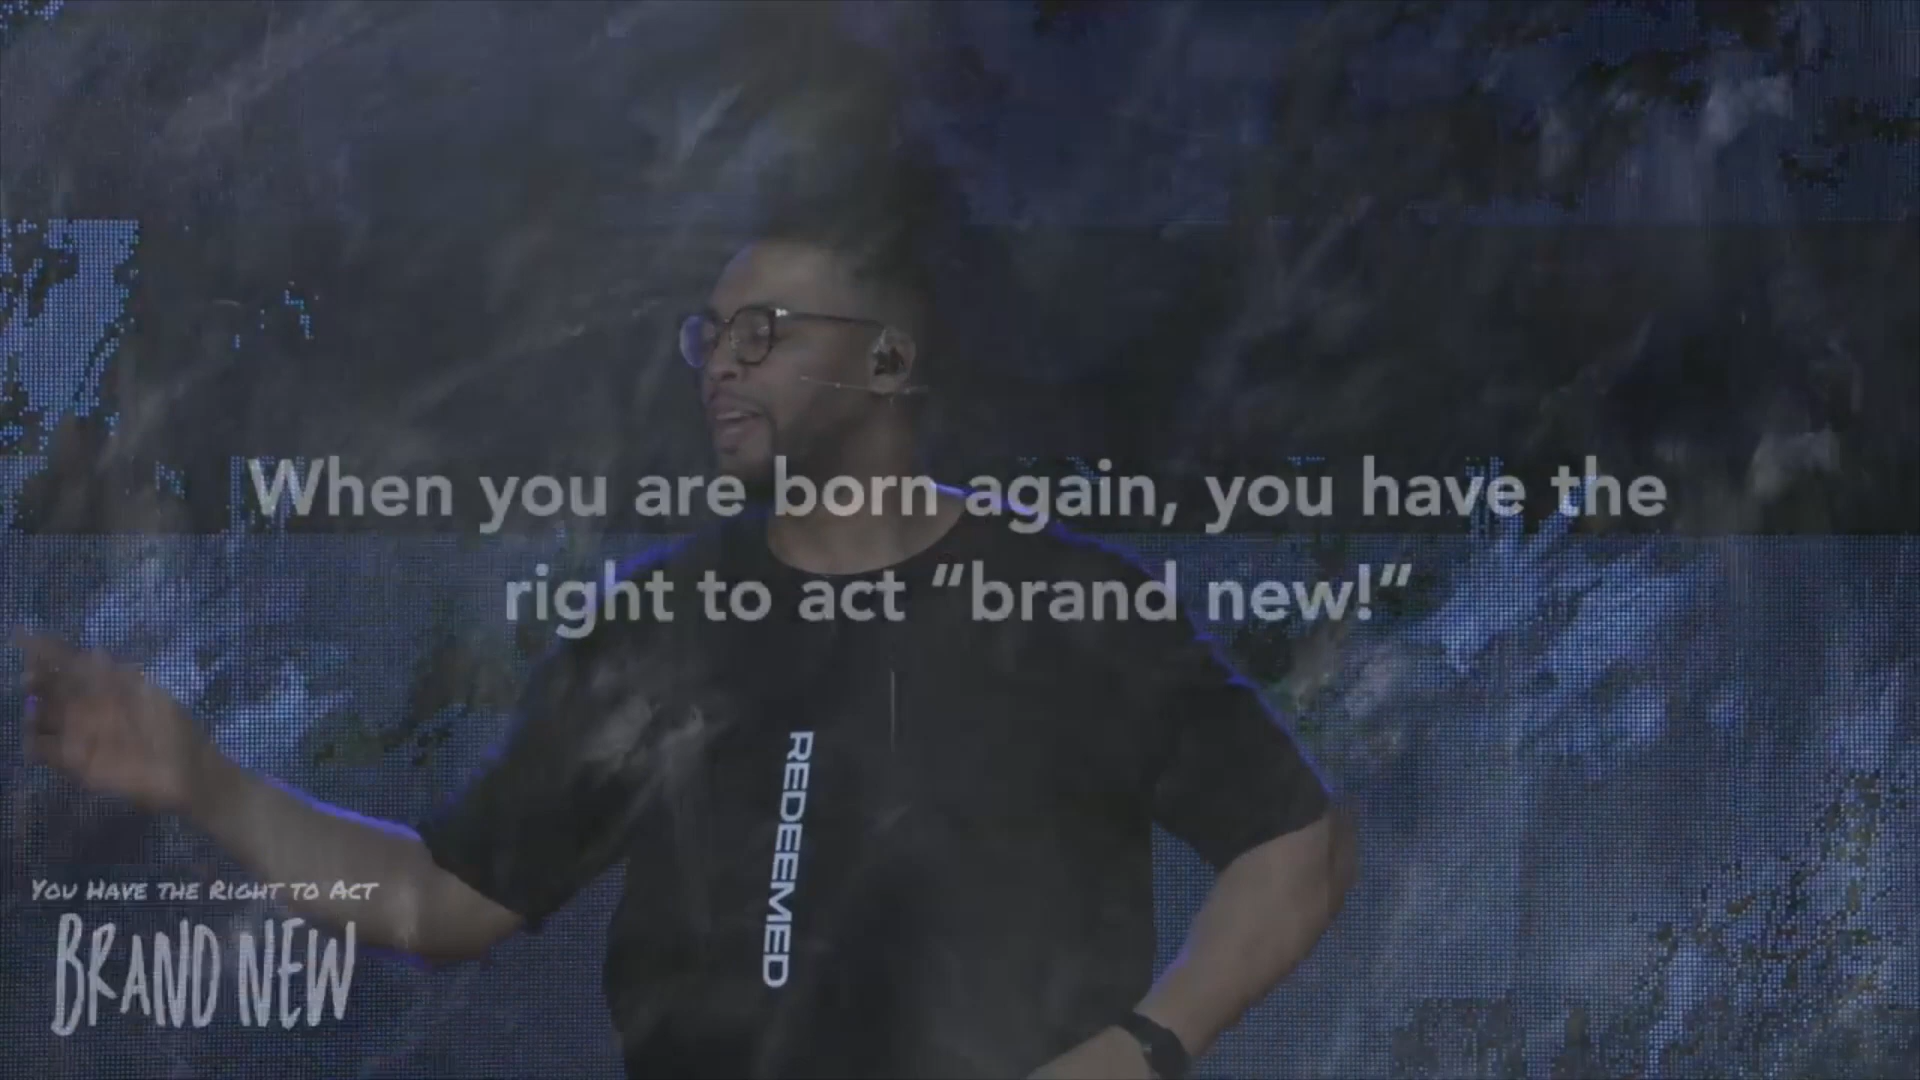 When you are born again, you have the
right to act “brand new!“
REDEEMED
You Have the Right to Act
BRAND NEW